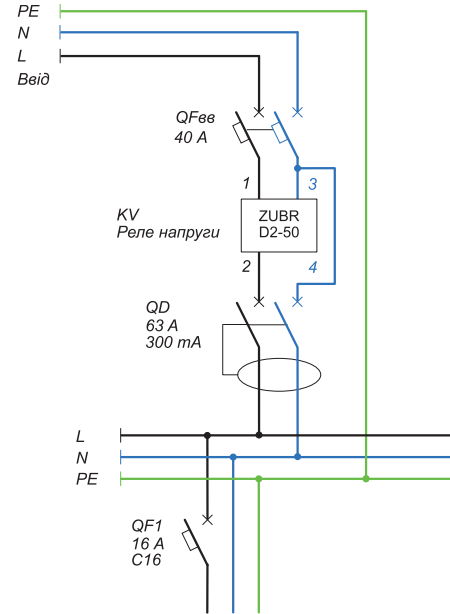 PE
N
L
Ввід
QFвв
40 A
1
3
KV
Реле напруги
ZUBR
D2-50
2
4
QD
63 A
300 mA
L
N
PE
QF1
16 A
C16